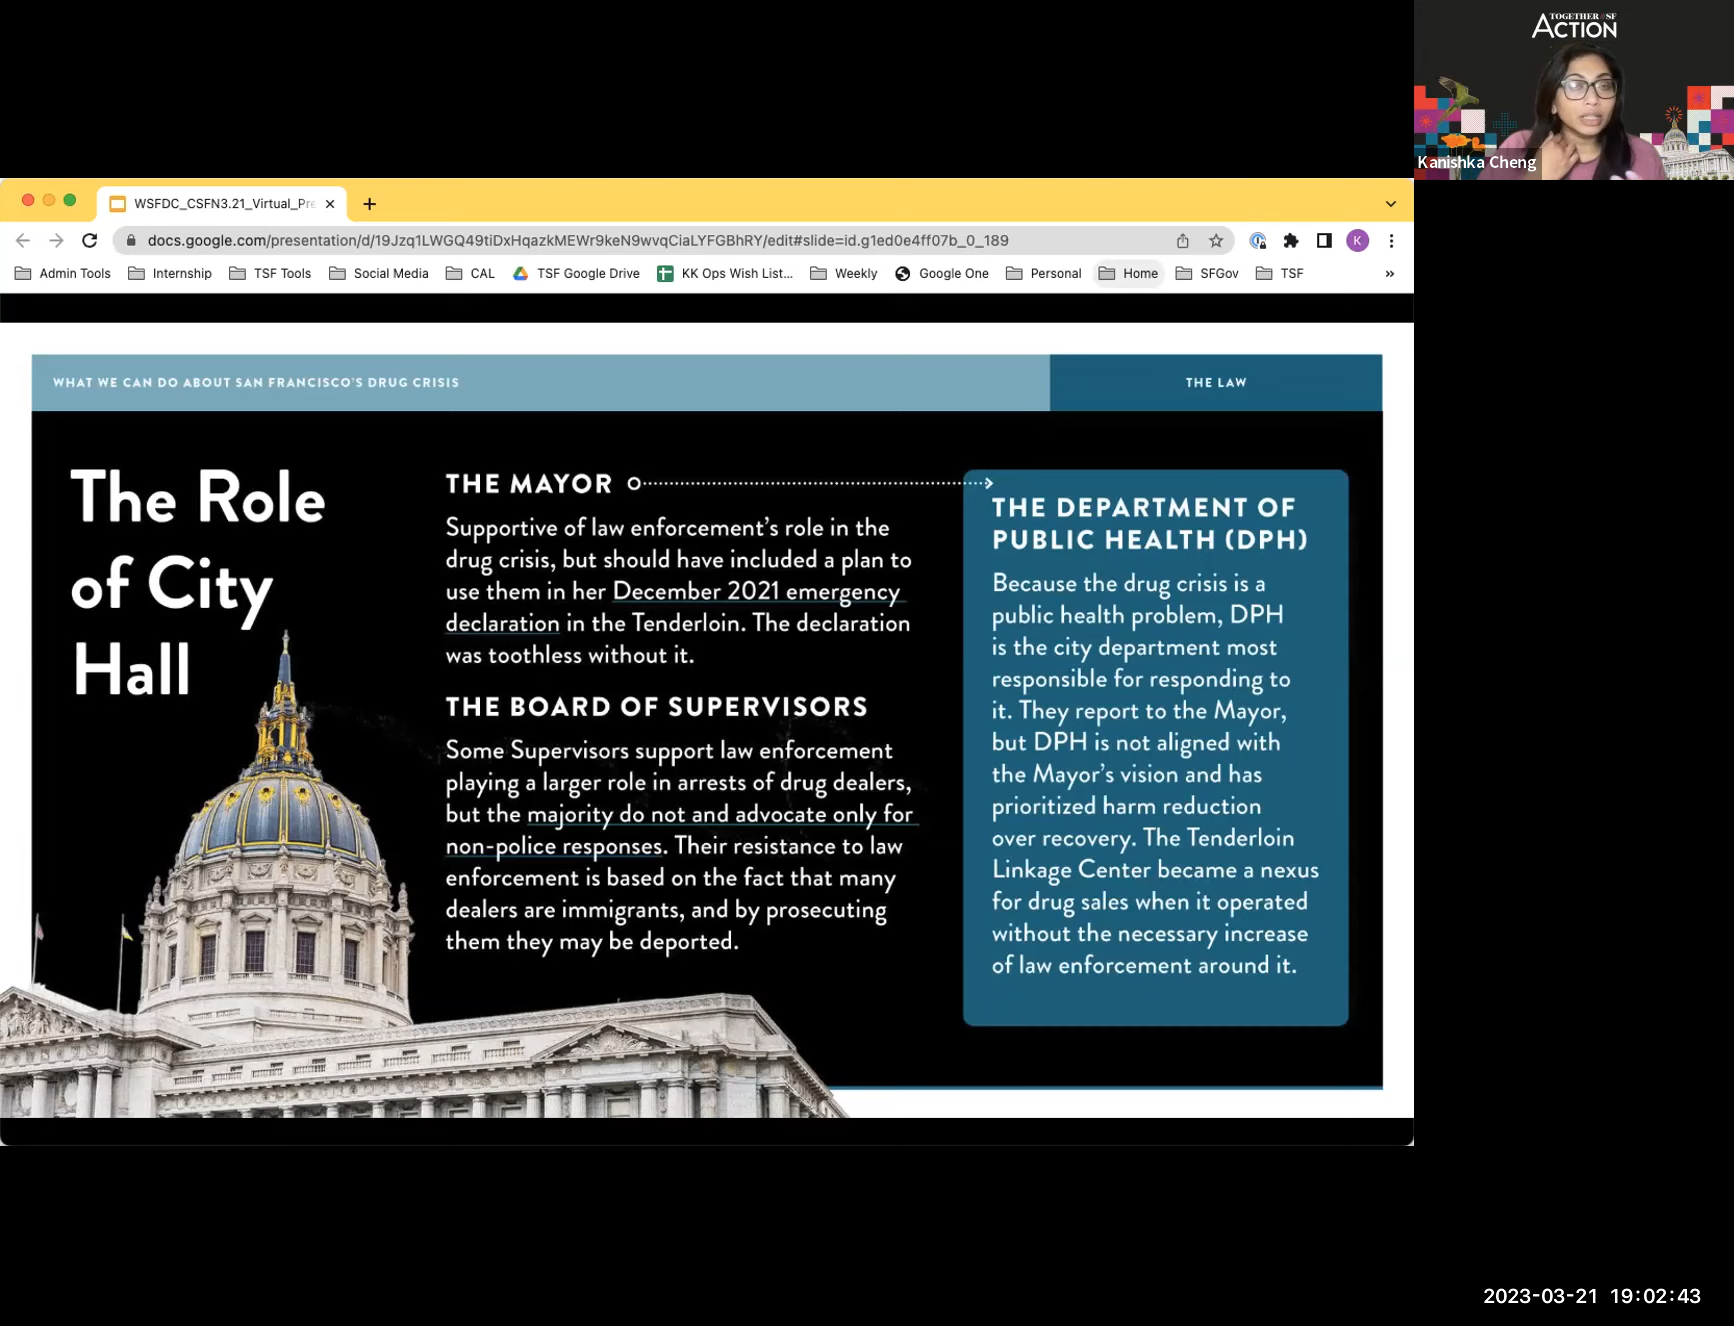 TOGETHER SF
ACTION
Kanishka Cheng
WSFDC_CSFN3.21_Virtual_Pre
docs.google.com/presentation/d/19Jzq1LWGQ49tiDxHqazkMEWr9keN9wvqCiaLYFGBhRY/edit#slide=id.g1ed0e4ff07b_0_189
K
Admin Tools Internship TSF Tools Social Media CAL TSF Google Drive KK Ops Wish List... Weekly Google One Personal Home SFGov TSF »
WHAT WE CAN DO ABOUT SAN FRANCISCO'S DRUG CRISIS
THE LAW
The Role
of City
Hall
THE MAYOR
Supportive of law enforcement's role in the
drug crisis, but should have included a plan to
use them in her December 2021 emergency
declaration in the Tenderloin. The declaration
was toothless without it.
THE BOARD OF SUPERVISORS
Some Supervisors support law enforcement
playing a larger role in arrests of drug dealers,
but the majority do not and advocate only for
non-police responses. Their resistance to law
enforcement is based on the fact that many
dealers are immigrants, and by prosecuting
them they may be deported.
THE DEPARTMENT OF
PUBLIC HEALTH (DPH)
Because the drug crisis is a
public health problem, DPH
is the city department most
responsible for responding to
it. They report to the Mayor,
but DPH is not aligned with
the Mayor's vision and has
prioritized harm reduction
over recovery. The Tenderloin
Linkage Center became a nexus
for drug sales when it operated
without the necessary increase
of law enforcement around it.
2023-03-21 19:02:43